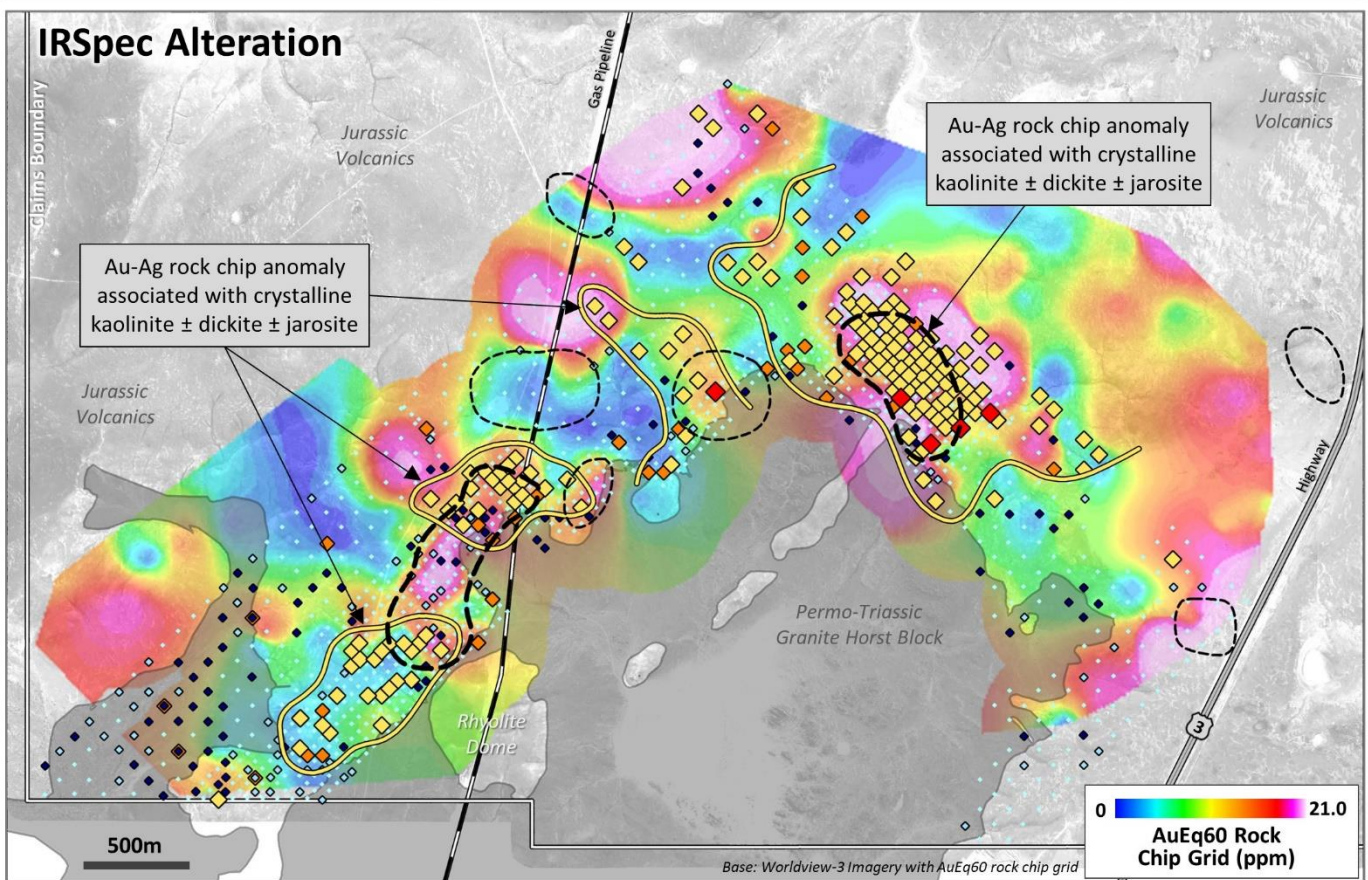 IRSpec Alteration
Gas Pipeline
Claims Boundary
Jurassic
Volcanics
Au-Ag rock chip anomaly
associated with crystalline
kaolinite ± dickite ± jarosite
Jurassic
Volcanics
Au-Ag rock chip anomaly
associated with crystalline
kaolinite ± dickite ± jarosite
Jurassic
Volcanics
Highway
Permo-Triassic
Granite Horst Block
Rhyolite
Dome
3
500m
0 21.0
AuEq60 Rock
Chip Grid (ppm)
Base: Worldview-3 Imagery with AuEq60 rock chip grid